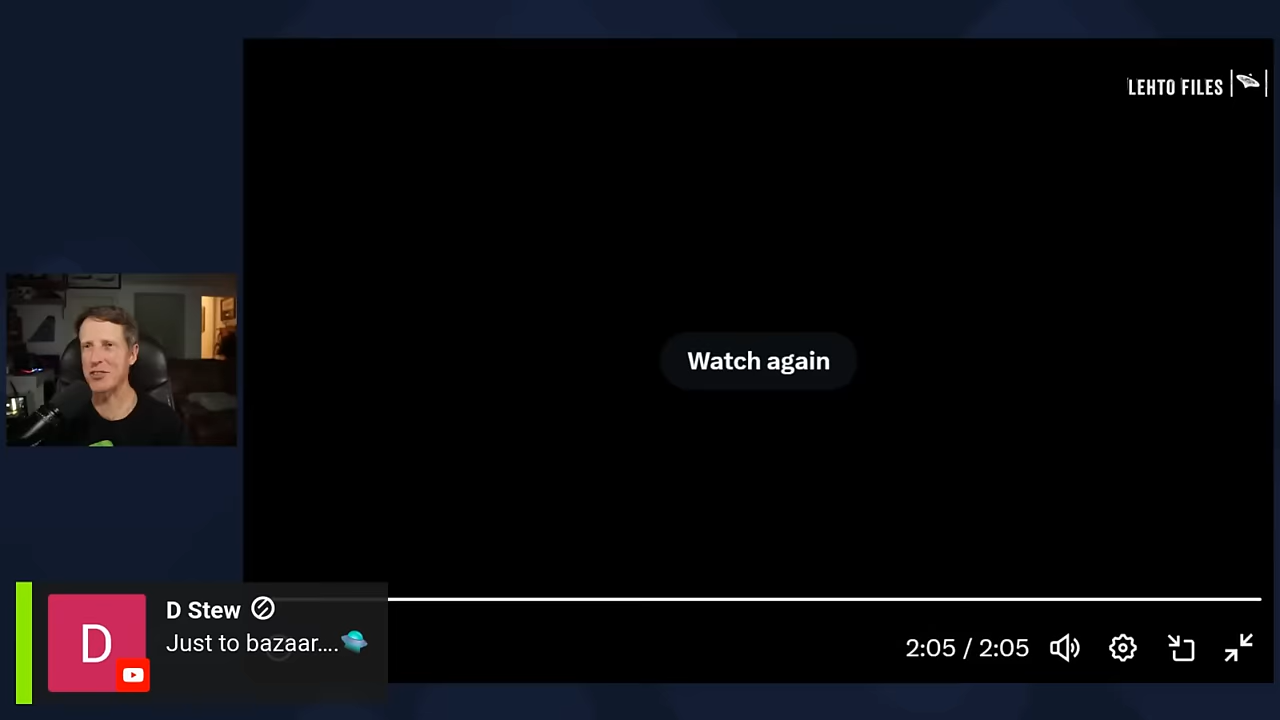 LEHTO FILES
Watch again
D Stew
Just to bazaar....🛸
D
2:05 / 2:05